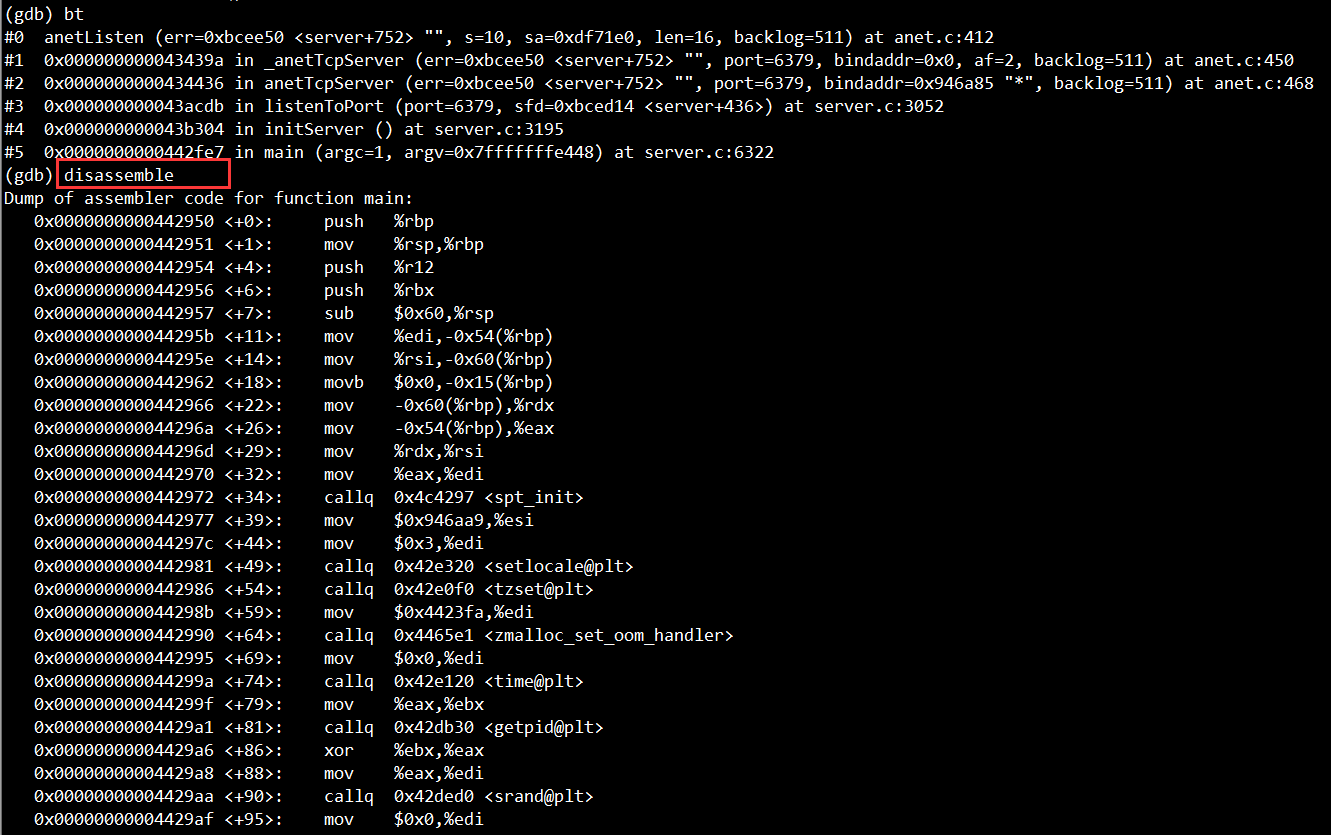 (gdb) bt
#0  anetListen (err=0xbcee50 <server+752> "", s=10, sa=0xdf71e0, len=16, backlog=511) at anet.c:412
#1  0x000000000043439a in _anetTcpServer (err=0xbcee50 <server+752> "", port=6379, bindaddr=0x0, af=2, backlog=511) at anet.c:450
#2  0x0000000000434436 in anetTcpServer (err=0xbcee50 <server+752> "", port=6379, bindaddr=0x946a85 "*", backlog=511) at anet.c:468
#3  0x000000000043acdb in listenToPort (port=6379, sfd=0xbced14 <server+436>) at server.c:3052
#4  0x000000000043b304 in initServer () at server.c:3195
#5  0x0000000000442fe7 in main (argc=1, argv=0x7fffffffe448) at server.c:6322
(gdb) disassemble
Dump of assembler code for function main:
   0x0000000000442950 <+0>:     push   %rbp
   0x0000000000442951 <+1>:     mov    %rsp,%rbp
   0x0000000000442954 <+4>:     push   %r12
   0x0000000000442956 <+6>:     push   %rbx
   0x0000000000442957 <+7>:     sub    $0x60,%rsp
   0x000000000044295b <+11>:    mov    %edi,-0x54(%rbp)
   0x000000000044295e <+14>:    mov    %rsi,-0x60(%rbp)
   0x0000000000442962 <+18>:    movb   $0x0,-0x15(%rbp)
   0x0000000000442966 <+22>:    mov    -0x60(%rbp),%rdx
   0x000000000044296a <+26>:    mov    -0x54(%rbp),%eax
   0x000000000044296d <+29>:    mov    %rdx,%rsi
   0x0000000000442970 <+32>:    mov    %eax,%edi
   0x0000000000442972 <+34>:    callq  0x4c4297 <spt_init>
   0x0000000000442977 <+39>:    mov    $0x946aa9,%esi
   0x000000000044297c <+44>:    mov    $0x3,%edi
   0x0000000000442981 <+49>:    callq  0x42e320 <setlocale@plt>
   0x0000000000442986 <+54>:    callq  0x42e0f0 <tzset@plt>
   0x000000000044298b <+59>:    mov    $0x4423fa,%edi
   0x0000000000442990 <+64>:    callq  0x4465e1 <zmalloc_set_oom_handler>
   0x0000000000442995 <+69>:    mov    $0x0,%edi
   0x000000000044299a <+74>:    callq  0x42e120 <time@plt>
   0x000000000044299f <+79>:    mov    %eax,%ebx
   0x00000000004429a1 <+81>:    callq  0x42db30 <getpid@plt>
   0x00000000004429a6 <+86>:    xor    %ebx,%eax
   0x00000000004429a8 <+88>:    mov    %eax,%edi
   0x00000000004429aa <+90>:    callq  0x42ded0 <srand@plt>
   0x00000000004429af <+95>:    mov    $0x0,%edi